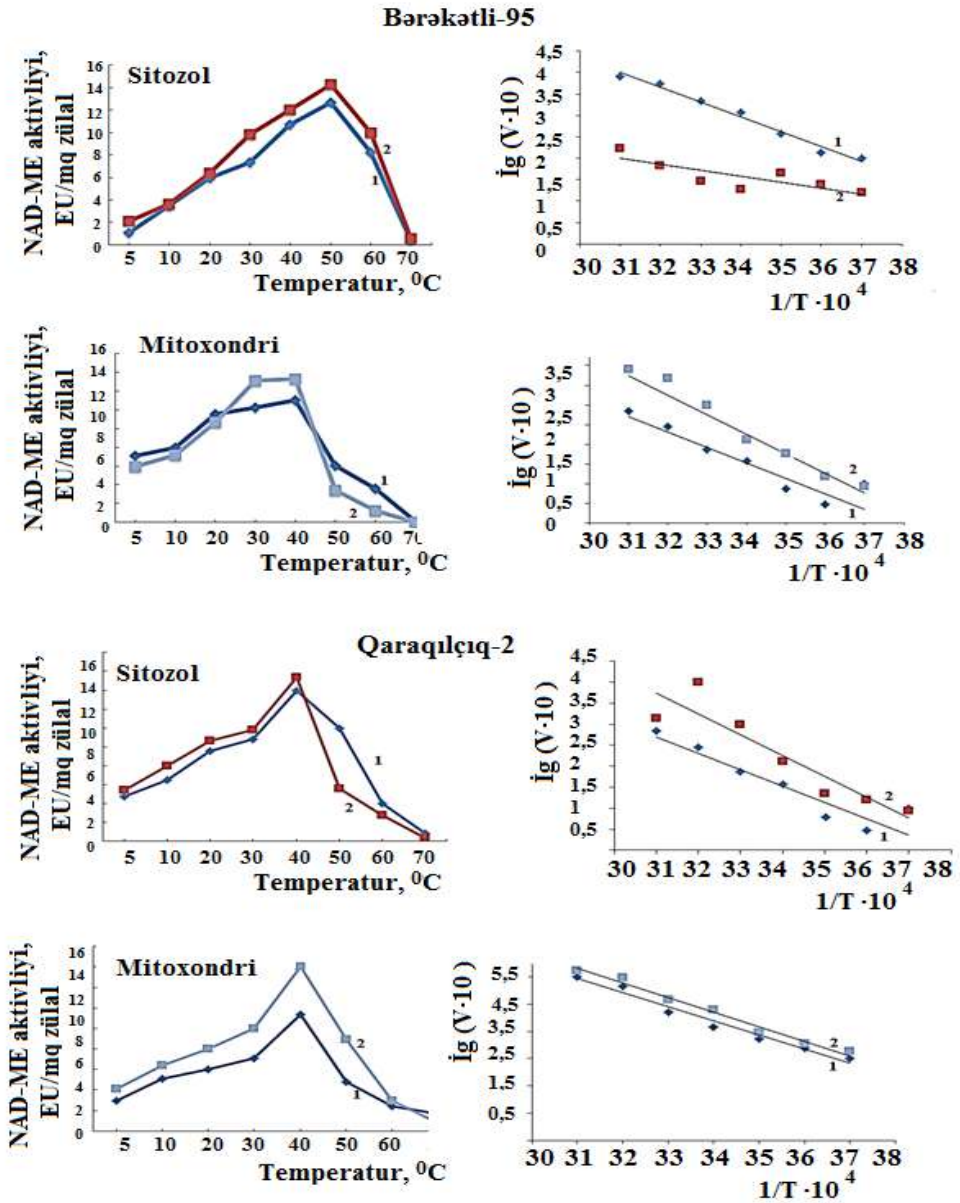 Bərəkətli-95
NAD-ME aktivliyi,
EU/mq zülal
16
14
12
10
8
6
4
2
0
Sitozol
2
1
5 10 20 30 40 50 60 70
Temperatur, ⁰C
İg (V·10 )
4,5
4
3,5
3
2,5
2
1,5
1
0,5
0
1
2
30 31 32 33 34 35 36 37 38
1/T ·10⁴
NAD-ME aktivliyi,
EU/mq zülal
16
14
12
10
8
6
4
2
0
Mitoxondri
1
2
5 10 20 30 40 50 60 70
Temperatur, ⁰C
İg (V·10 )
3,5
3
2,5
2
1,5
1
0,5
0
2
1
30 31 32 33 34 35 36 37 38
1/T ·10⁴
Qaraqılçıq-2
NAD-ME aktivliyi,
EU/mq zülal
16
14
12
10
8
6
4
2
0
Sitozol
1
2
5 10 20 30 40 50 60 70
Temperatur, ⁰C
İg (V·10 )
4,5
4
3,5
3
2,5
2
1,5
1
0,5
2
1
30 31 32 33 34 35 36 37 38
1/T ·10⁴
NAD-ME aktivliyi,
EU/mq zülal
16
14
12
10
8
6
4
2
0
Mitoxondri
2
1
5 10 20 30 40 50 60
Temperatur, ⁰C
İg (V·10 )
5,5
4,5
3,5
2,5
1,5
0,5
2
1
30 31 32 33 34 35 36 37 38
1/T ·10⁴